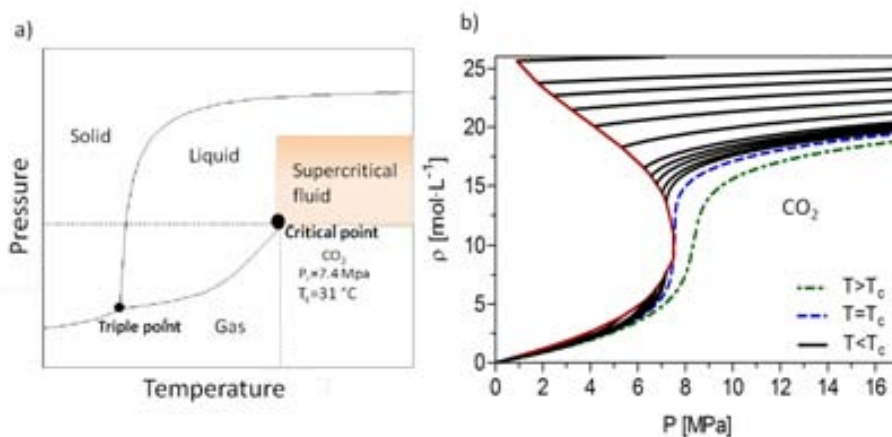 a)
Pressure
Solid
Liquid
Supercritical
fluid
Critical point
CO2
Pc=7.4 Mpa
Tc=31 °C
Triple point
Gas
Temperature
b)
ρ [mol·L-1]
25
20
15
10
5
0
CO2
T>Tc
T=Tc
T<Tc
0 2 4 6 8 10 12 14 16
P [MPa]